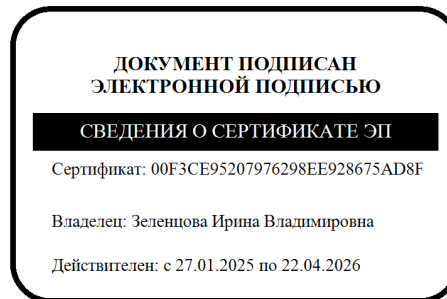 ДОКУМЕНТ ПОДПИСАН
ЭЛЕКТРОННОЙ ПОДПИСЬЮ
СВЕДЕНИЯ О СЕРТИФИКАТЕ ЭП
Сертификат: 00F3CE95207976298EE928675AD8F
Владелец: Зеленцова Ирина Владимировна
Действителен: с 27.01.2025 по 22.04.2026